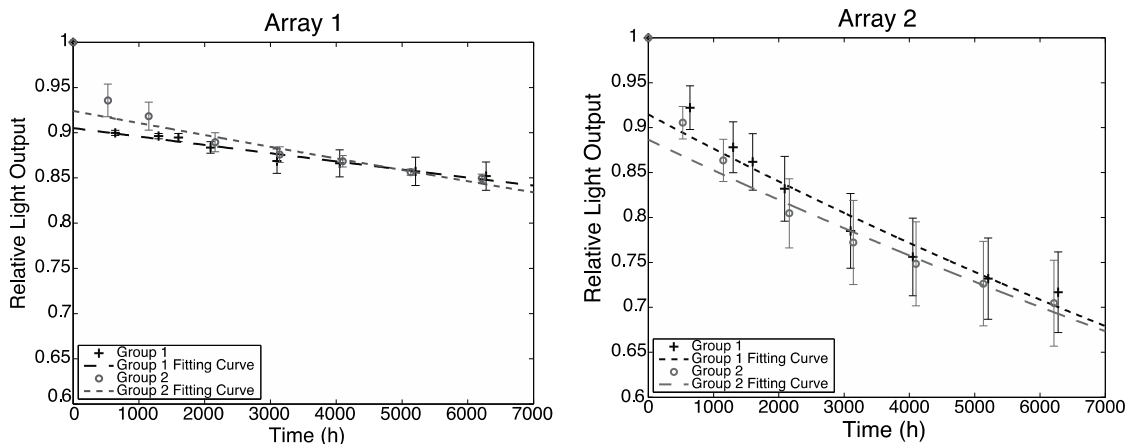 Array 1
Relative Light Output
1
0.95
0.9
0.85
0.8
0.75
0.7
0.65
0.6
Group 1
Group 1 Fitting Curve
Group 2
Group 2 Fitting Curve
0 1000 2000 3000 4000 5000 6000 7000
Time (h)
Array 2
Relative Light Output
1
0.95
0.9
0.85
0.8
0.75
0.7
0.65
0.6
Group 1
Group 1 Fitting Curve
Group 2
Group 2 Fitting Curve
0 1000 2000 3000 4000 5000 6000 7000
Time (h)